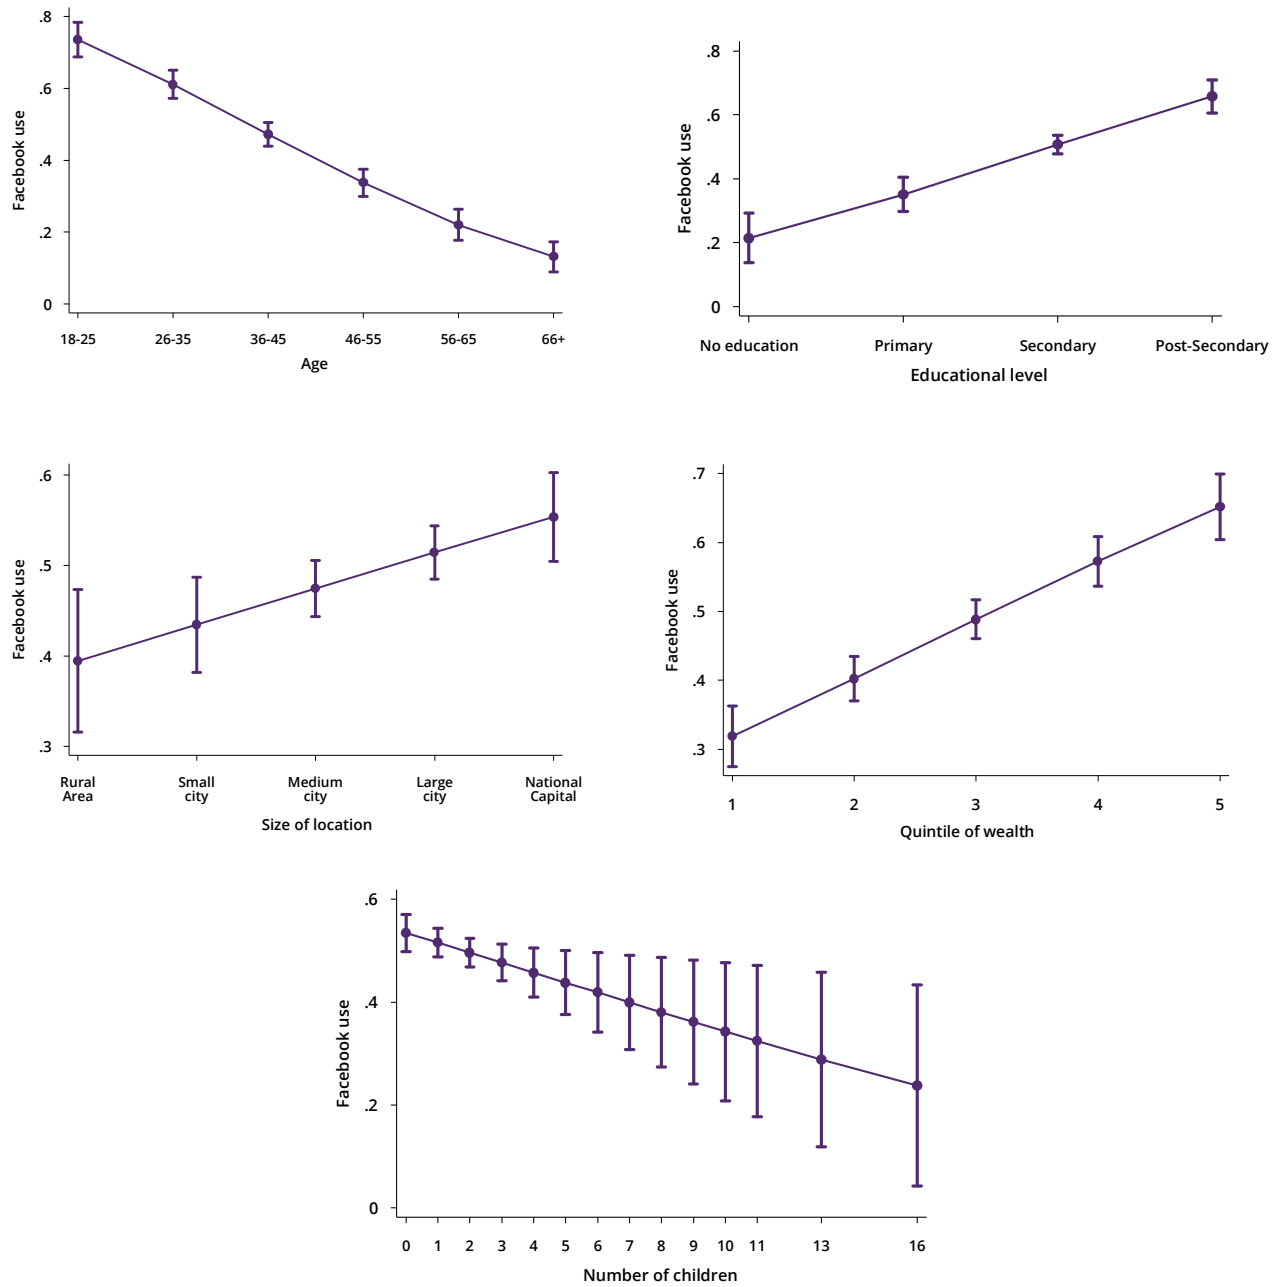 Facebook use
.8
.6
.4
.2
0
18-25 26-35 36-45 46-55 56-65 66+
Age
Facebook use
.8
.6
.4
.2
0
No education Primary Secondary Post-Secondary
Educational level
Facebook use
.6
.5
.4
.3
Rural Small Medium Large National
Area city city city Capital
Size of location
Facebook use
.7
.6
.5
.4
.3
1 2 3 4 5
Quintile of wealth
Facebook use
.6
.4
.2
0
0 1 2 3 4 5 6 7 8 9 10 11 13 16
Number of children